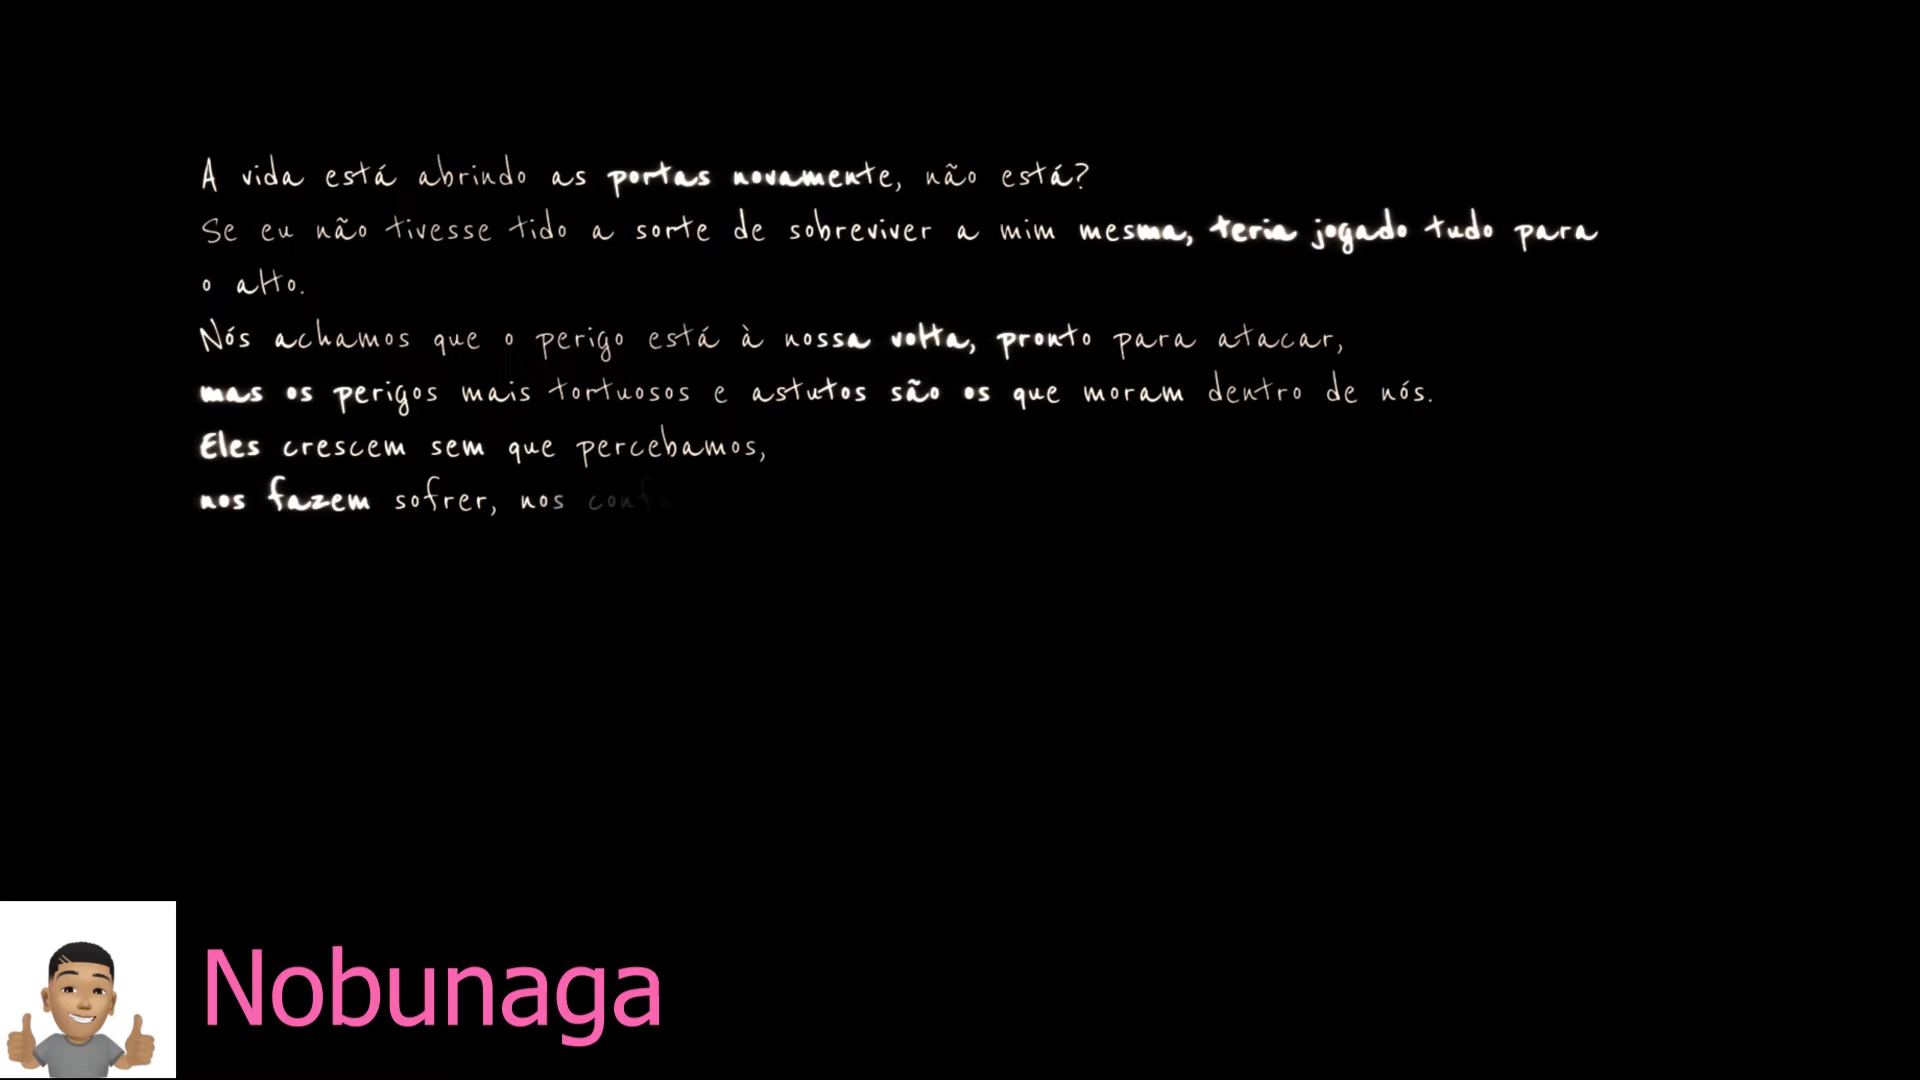 A vida está abrindo as portas novamente, não está?
Se eu não tivesse tido a sorte de sobreviver a mim mesma, teria jogado tudo para
o alto.
Nós achamos que o perigo está à nossa volta, pronto para atacar,
mas os perigos mais tortuosos e astutos são os que moram dentro de nós.
Eles crescem sem que percebamos,
nos fazem sofrer, nos
Nobunaga